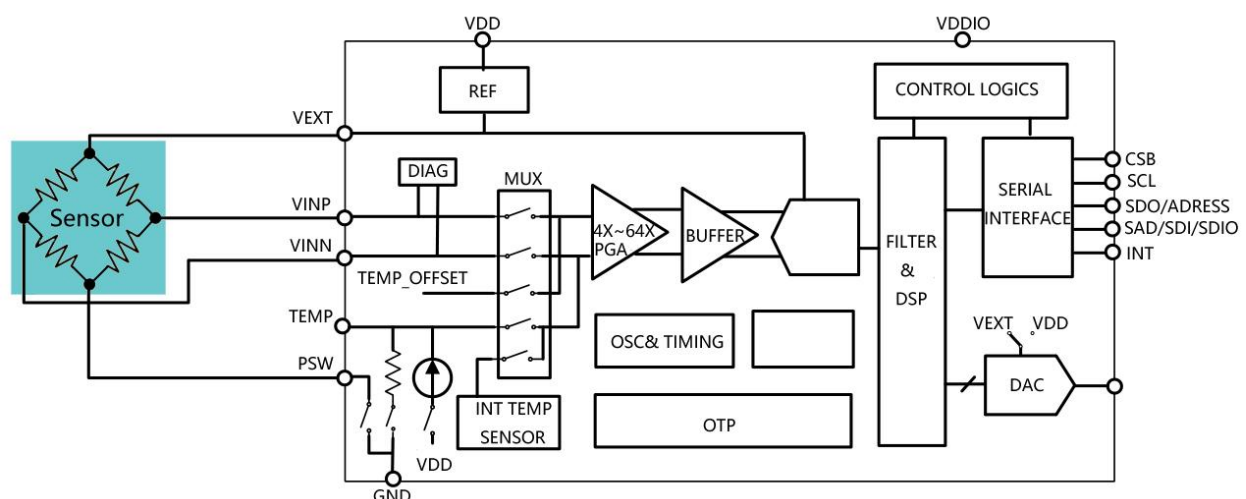 VDD
VDDIO
REF
CONTROL LOGICS
VEXT
DIAG
MUX
CSB
SCL
Sensor
VINP
4X~64X
PGA
BUFFER
SERIAL
INTERFACE
SDO/ADRESS
SAD/SDI/SDIO
INT
VINN
FILTER
&
DSP
TEMP_OFFSET
TEMP
OSC& TIMING
VEXT
VDD
PSW
DAC
INT TEMP
SENSOR
OTP
VDD
GND